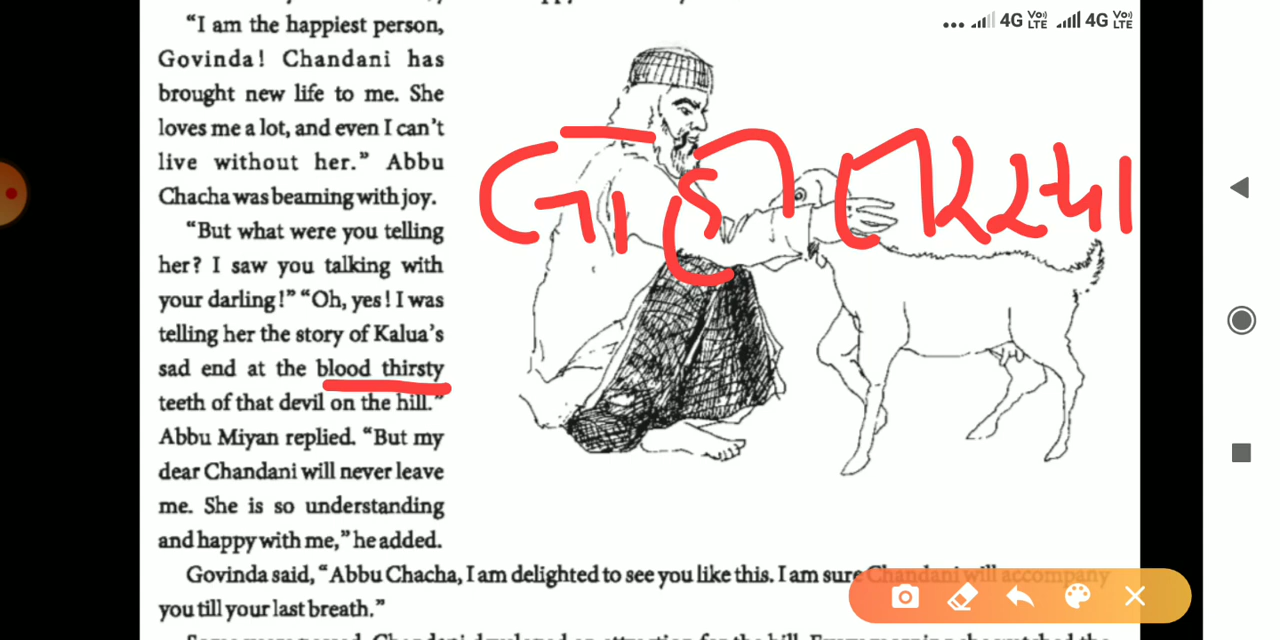 "I am the happiest person,
Govinda! Chandani has
brought new life to me. She
loves me a lot, and even I can't
live without her." Abbu
Chacha was beaming with joy.
"But what were you telling
her? I saw you talking with
your darling!" "Oh, yes! I was
telling her the story of Kalua's
sad end at the blood thirsty
teeth of that devil on the hill."
Abbu Miyan replied. "But my
dear Chandani will never leave
me. She is so understanding
and happy with me," he added.
Govinda said, "Abbu Chacha, I am delighted to see you like this. I am sure Chandani will accompany
you till your last breath."
4G Vo) LTE 4G Vo) LTE